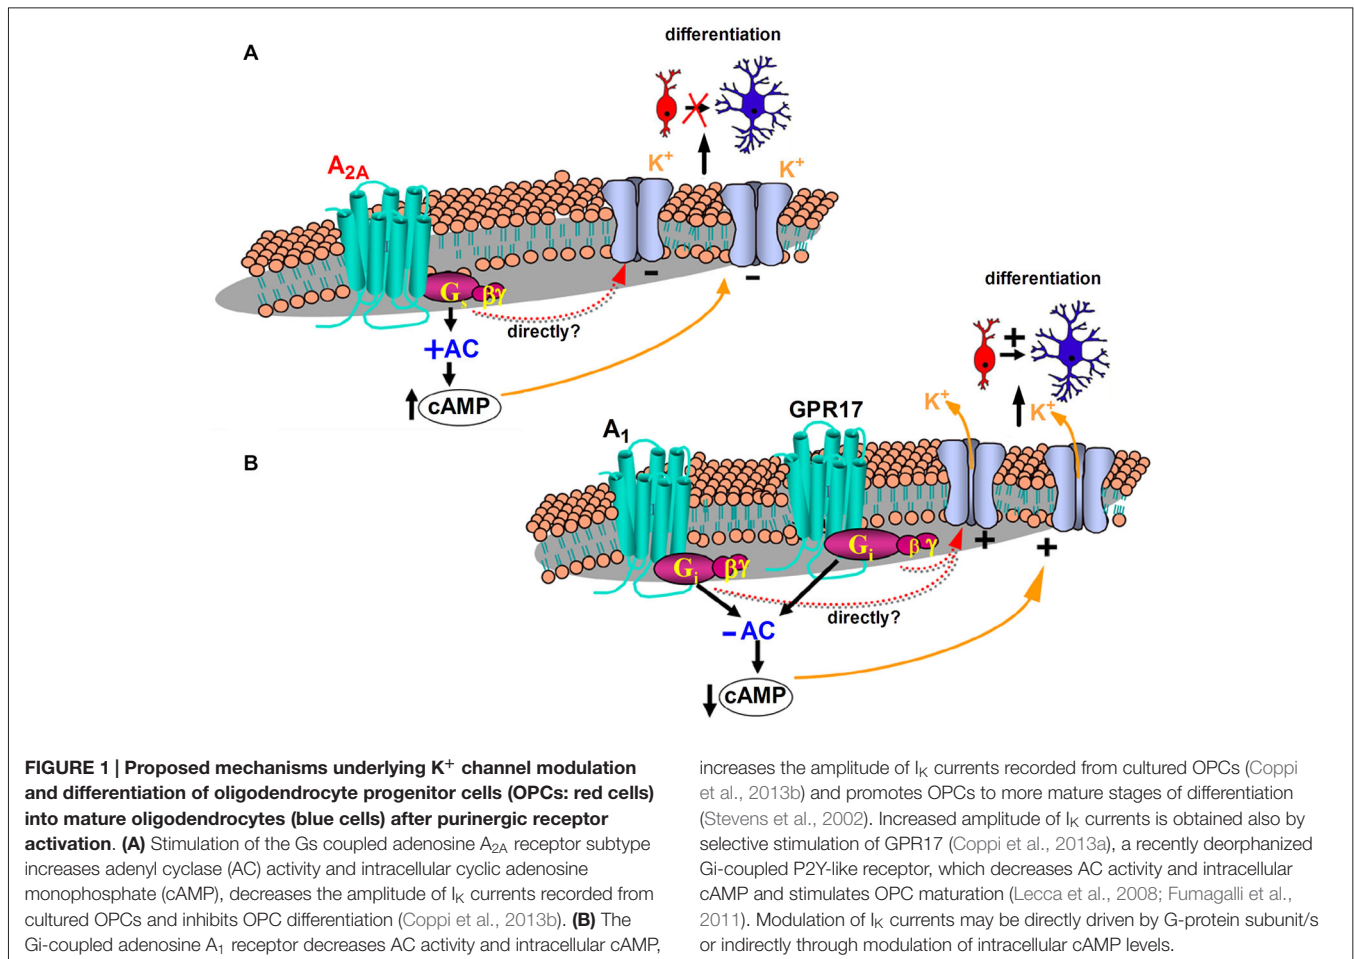 A
differentiation
K+
K+
A2A
Gs βγ
directly?
+AC
cAMP
−
−
B
differentiation
+
K+
K+
GPR17
A1
Gi βγ
Gi βγ
+
+
directly?
− AC
cAMP
FIGURE 1 | Proposed mechanisms underlying K+ channel modulation
and differentiation of oligodendrocyte progenitor cells (OPCs: red cells)
into mature oligodendrocytes (blue cells) after purinergic receptor
activation. (A) Stimulation of the Gs coupled adenosine A2A receptor subtype
increases adenyl cyclase (AC) activity and intracellular cyclic adenosine
monophosphate (cAMP), decreases the amplitude of IK currents recorded from
cultured OPCs and inhibits OPC differentiation (Coppi et al., 2013b). (B) The
Gi-coupled adenosine A1 receptor decreases AC activity and intracellular cAMP,
increases the amplitude of IK currents recorded from cultured OPCs (Coppi
et al., 2013b) and promotes OPCs to more mature stages of differentiation
(Stevens et al., 2002). Increased amplitude of IK currents is obtained also by
selective stimulation of GPR17 (Coppi et al., 2013a), a recently deorphanized
Gi-coupled P2Y-like receptor, which decreases AC activity and intracellular
cAMP and stimulates OPC maturation (Lecca et al., 2008; Fumagalli et al.,
2011). Modulation of IK currents may be directly driven by G-protein subunit/s
or indirectly through modulation of intracellular cAMP levels.